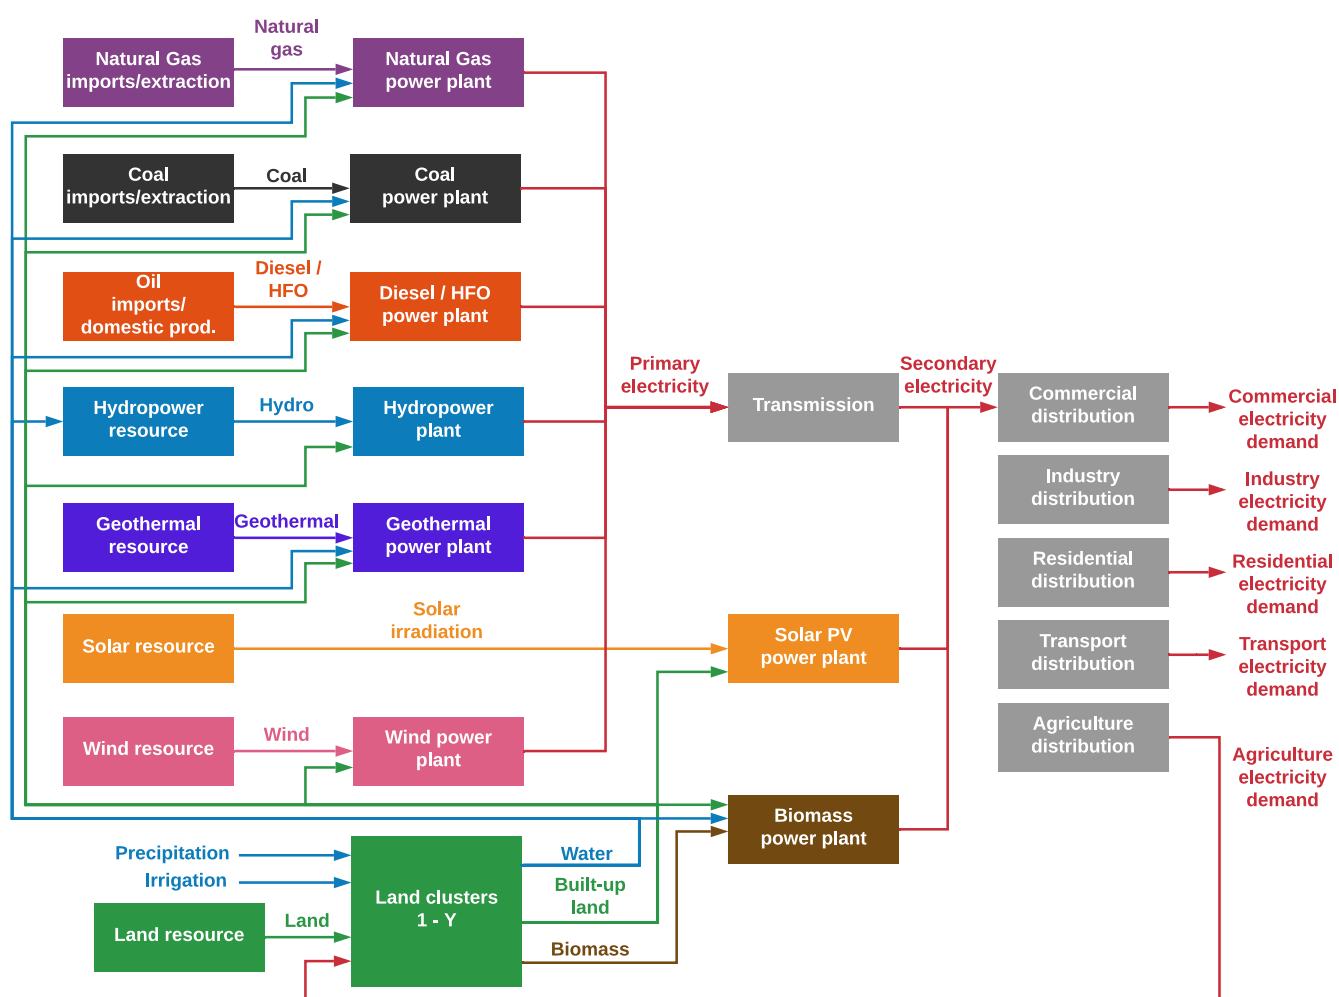 Natural
gas
Natural Gas
imports/extraction
Natural Gas
power plant
Coal
imports/extraction
Coal
Coal
power plant
Oil
imports/
domestic prod.
Diesel /
HFO
Diesel / HFO
power plant
Hydropower
resource
Hydro
Hydropower
plant
Primary
electricity
Transmission
Secondary
electricity
Commercial
distribution
Commercial
electricity
demand
Industry
distribution
Industry
electricity
demand
Geothermal
resource
Geothermal
Geothermal
power plant
Residential
distribution
Residential
electricity
demand
Solar resource
Solar
irradiation
Solar PV
power plant
Transport
distribution
Transport
electricity
demand
Wind resource
Wind
Wind power
plant
Agriculture
distribution
Agriculture
electricity
demand
Biomass
power plant
Precipitation
Irrigation
Land resource
Land
Land clusters
1 - Y
Water
Built-up
land
Biomass